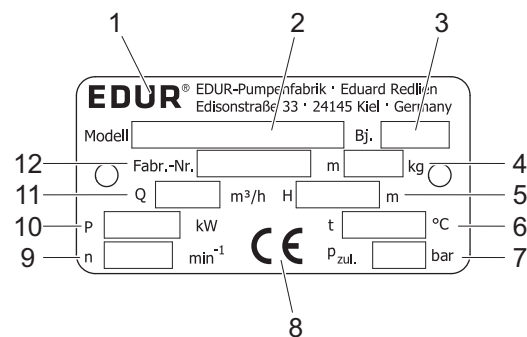 1 2 3
EDUR® EDUR-Pumpenfabrik · Eduard Redlien
Edisonstraße 33 · 24145 Kiel · Germany
Modell Bj.
12 Fabr.-Nr. m kg 4
11 Q m³/h H m 5
10 P kW t °C 6
9 n min⁻¹ CE pzul. bar 7
8